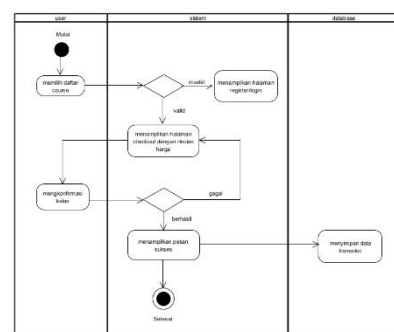 user
sistem
database
Mulai
memilih daftar
course
invalid
menampilkan halaman
register/login
valid
menampilkan halaman
checkout dengan rincian
harga
mengkonfirmasi
kelas
gagal
berhasil
menampilkan pesan
sukses
menyimpan data
transaksi
Selesai